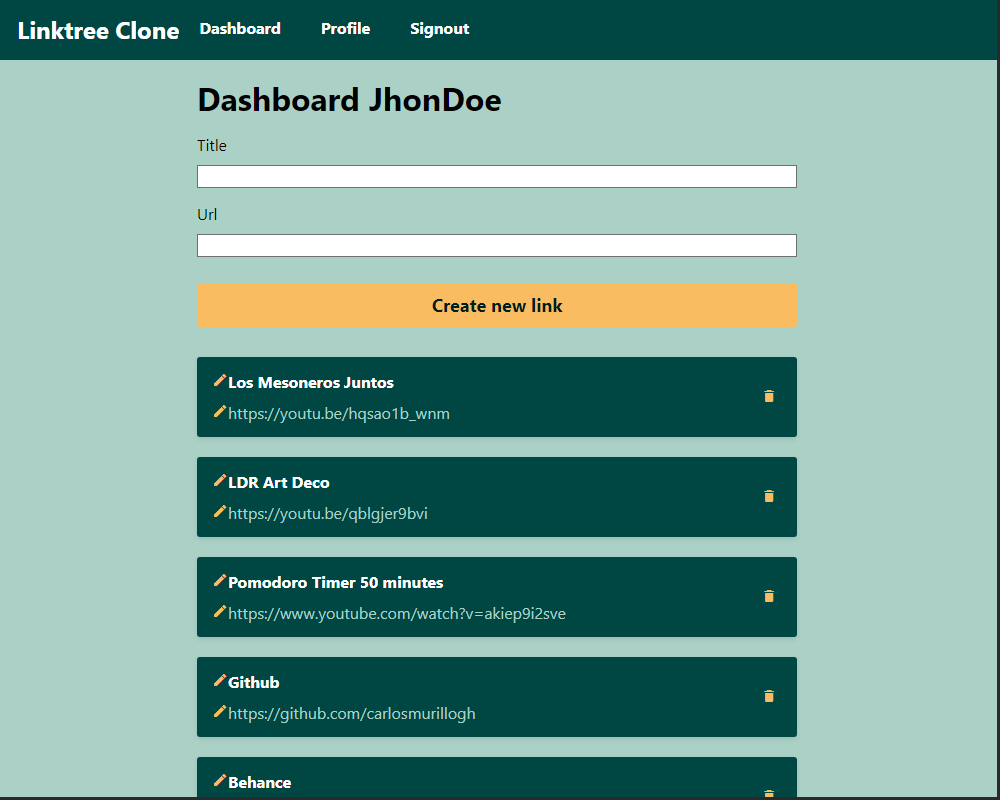 Linktree Clone Dashboard Profile Signout
Dashboard JhonDoe
Title
Url
Create new link
Los Mesoneros Juntos
https://youtu.be/hqsao1b_wnm
LDR Art Deco
https://youtu.be/qblgjer9bvi
Pomodoro Timer 50 minutes
https://www.youtube.com/watch?v=akiep9i2sve
Github
https://github.com/carlosmurillogh
Behance